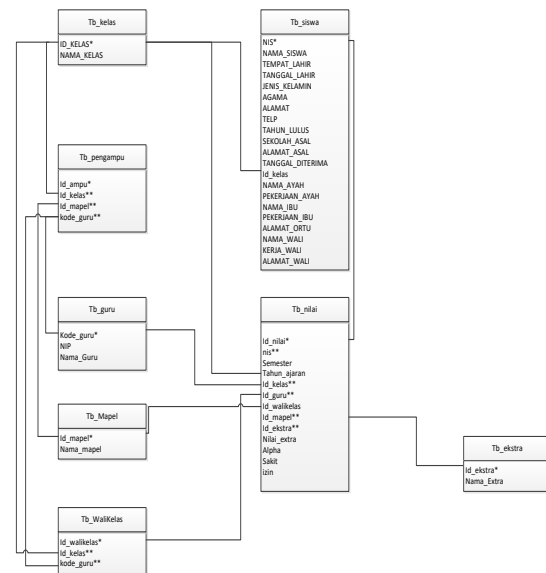 Tb_kelas
ID_KELAS*
NAMA_KELAS
Tb_pengampu
Id_ampu*
Id_kelas**
Id_mapel**
kode_guru**
Tb_guru
Kode_guru*
NIP
Nama_Guru
Tb_Mapel
Id_mapel*
Nama_mapel
Tb_WaliKelas
Id_walikelas*
Id_kelas**
kode_guru**
Tb_siswa
NIS*
NAMA_SISWA
TEMPAT_LAHIR
TANGGAL_LAHIR
JENIS_KELAMIN
AGAMA
ALAMAT
TELP
TAHUN_LULUS
SEKOLAH_ASAL
ALAMAT_ASAL
TANGGAL_DITERIMA
Id_kelas
NAMA_AYAH
PEKERJAAN_AYAH
NAMA_IBU
PEKERJAAN_IBU
ALAMAT_ORTU
NAMA_WALI
KERJA_WALI
ALAMAT_WALI
Tb_nilai
Id_nilai*
nis**
Semester
Tahun_ajaran
Id_kelas**
Id_guru**
Id_walikelas
Id_mapel**
Id_ekstra**
Nilai_extra
Alpha
Sakit
izin
Tb_ekstra
Id_ekstra*
Nama_Extra